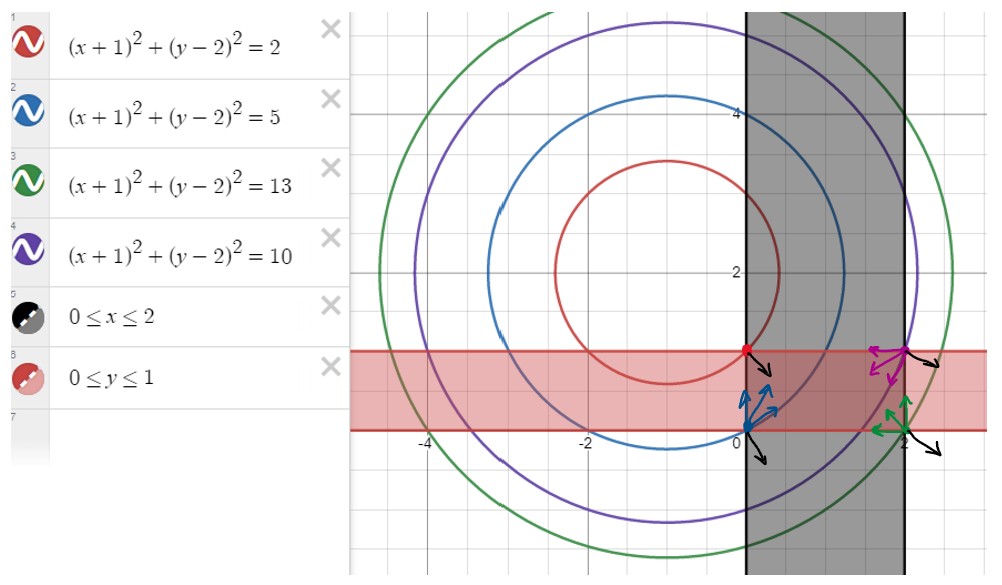 1
(x + 1)² + (y − 2)² = 2
2
(x + 1)² + (y − 2)² = 5
3
(x + 1)² + (y − 2)² = 13
4
(x + 1)² + (y − 2)² = 10
5
0 ≤ x ≤ 2
6
0 ≤ y ≤ 1
7
4
2
-4 -2 0 2